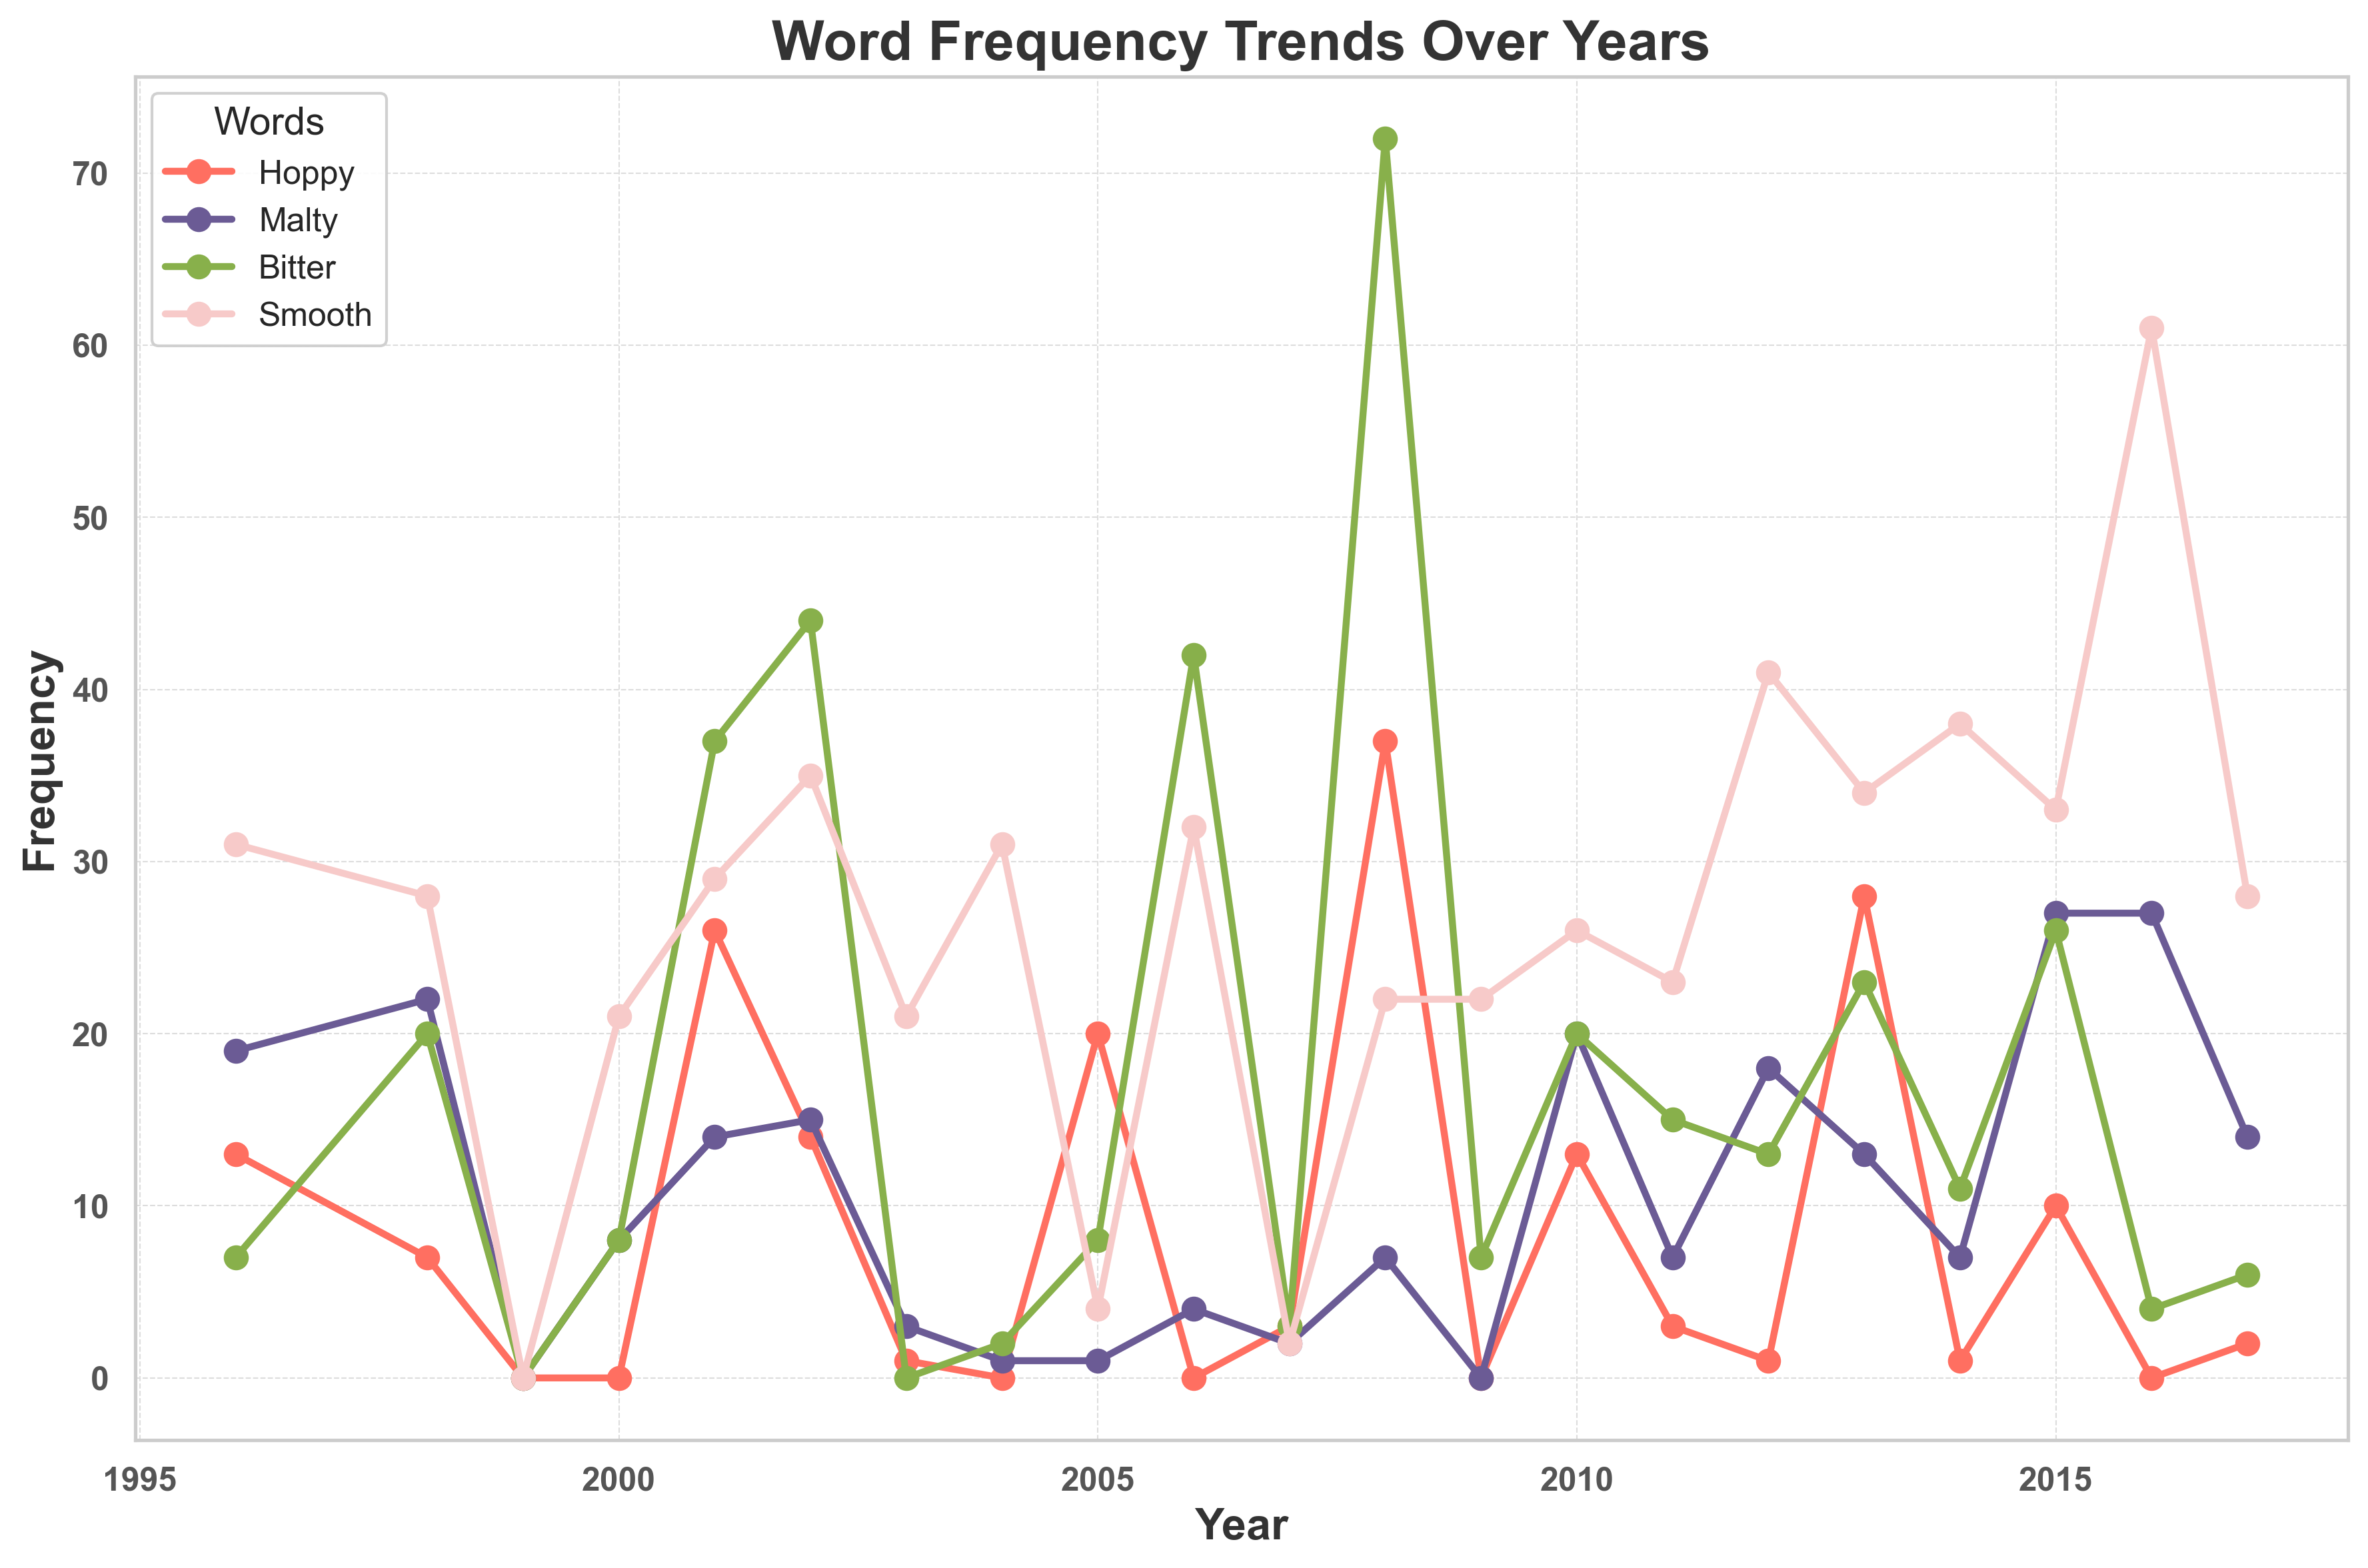 Word Frequency Trends Over Years
Words
Hoppy
Malty
Bitter
Smooth
Frequency
70
60
50
40
30
20
10
0
1995 2000 2005 2010 2015
Year